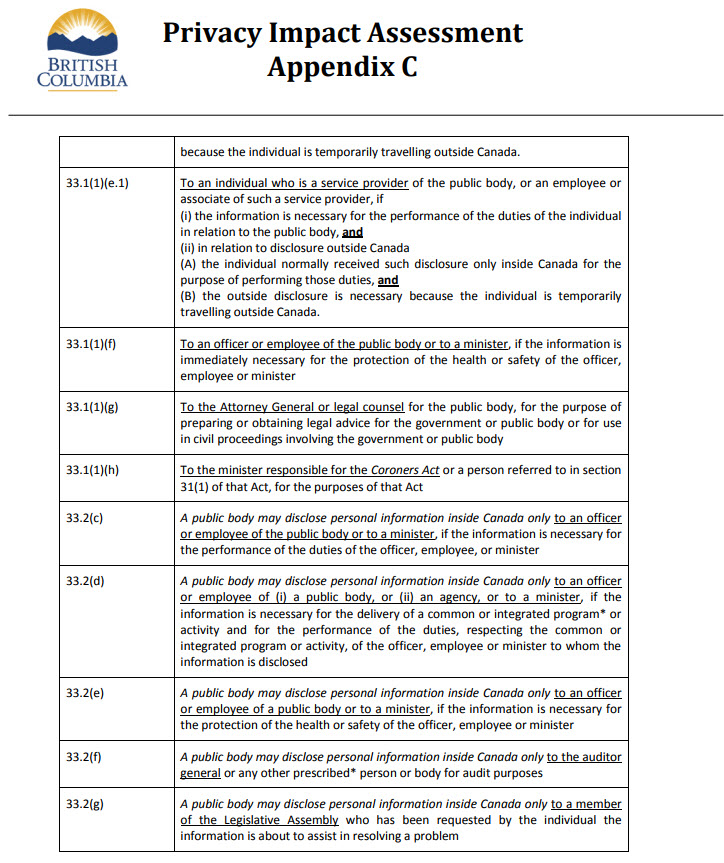 BRITISH
COLUMBIA
Privacy Impact Assessment
Appendix C
because the individual is temporarily travelling outside Canada.
33.1(1)(e.1)
To an individual who is a service provider of the public body, or an employee or
associate of such a service provider, if
(i) the information is necessary for the performance of the duties of the individual
in relation to the public body, and
(ii) in relation to disclosure outside Canada
(A) the individual normally received such disclosure only inside Canada for the
purpose of performing those duties, and
(B) the outside disclosure is necessary because the individual is temporarily
travelling outside Canada.
33.1(1)(f)
To an officer or employee of the public body or to a minister, if the information is
immediately necessary for the protection of the health or safety of the officer,
employee or minister
33.1(1)(g)
To the Attorney General or legal counsel for the public body, for the purpose of
preparing or obtaining legal advice for the government or public body or for use
in civil proceedings involving the government or public body
33.1(1)(h)
To the minister responsible for the Coroners Act or a person referred to in section
31(1) of that Act, for the purposes of that Act
33.2(c)
A public body may disclose personal information inside Canada only to an officer
or employee of the public body or to a minister, if the information is necessary for
the performance of the duties of the officer, employee, or minister
33.2(d)
A public body may disclose personal information inside Canada only to an officer
or employee of (i) a public body, or (ii) an agency, or to a minister, if the
information is necessary for the delivery of a common or integrated program* or
activity and for the performance of the duties, respecting the common or
integrated program or activity, of the officer, employee or minister to whom the
information is disclosed
33.2(e)
A public body may disclose personal information inside Canada only to an officer
or employee of a public body or to a minister, if the information is necessary for
the protection of the health or safety of the officer, employee or minister
33.2(f)
A public body may disclose personal information inside Canada only to the auditor
general or any other prescribed* person or body for audit purposes
33.2(g)
A public body may disclose personal information inside Canada only to a member
of the Legislative Assembly who has been requested by the individual the
information is about to assist in resolving a problem